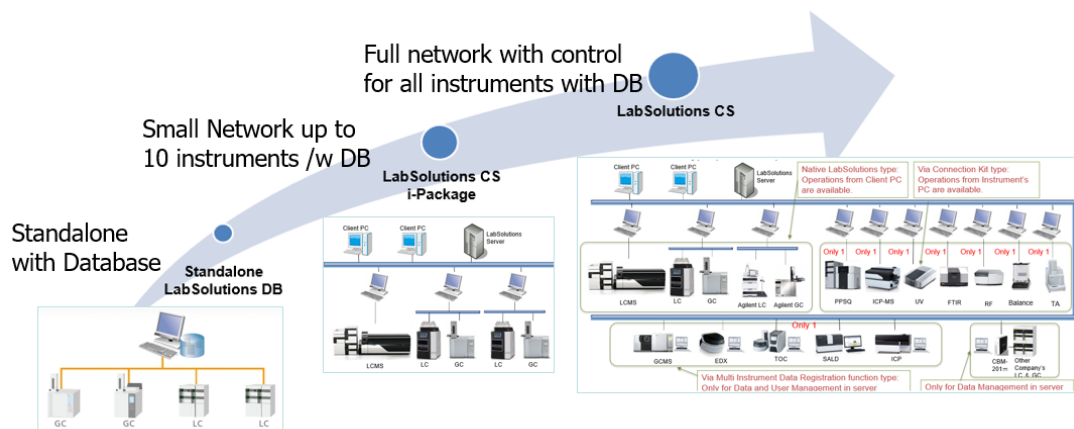 Full network with control
for all instruments with DB
LabSolutions CS
Small Network up to
10 instruments /w DB
LabSolutions CS
i-Package
Standalone
with Database
Standalone
LabSolutions DB
GC
GC
LC
LC
Client PC
Client PC
LabSolutions
Server
LCMS
LC
GC
LC
GC
Client PC
Client PC
LabSolutions
Server
Native LabSolutions type:
Operations from Client PC
are available.
Via Connection Kit type:
Operations from Instrument's
PC are available.
LCMS
LC
GC
Agilent LC
Agilent GC
Only 1
Only 1
Only 1
Only 1
Only 1
Only 1
PPSQ
ICP-MS
UV
FTIR
RF
Balance
TA
Only 1
GCMS
EDX
TOC
SALD
ICP
CBM-
201m
Other
Company's
LC & GC
Via Multi Instrument Data Registration function type:
Only for Data and User Management in server
Only for Data Management in server